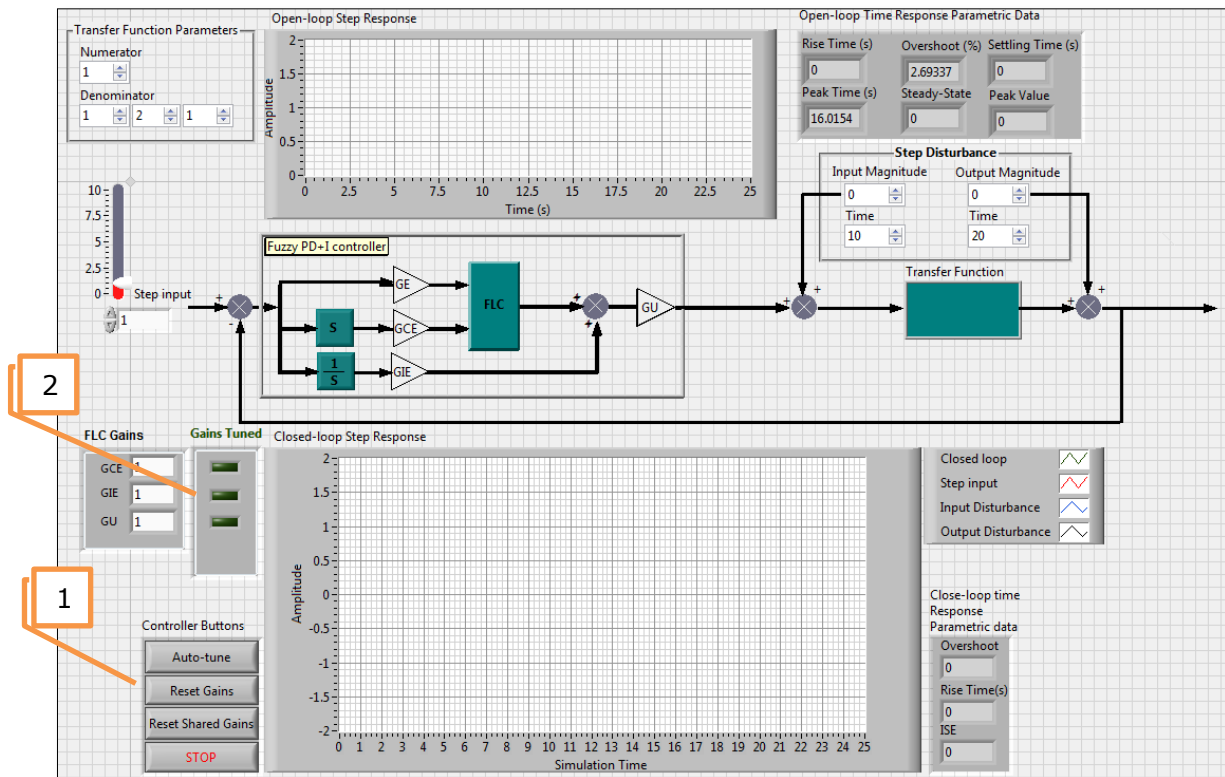 Transfer Function Parameters
Numerator
1
Denominator
1 2 1
Open-loop Step Response
Amplitude
2
1.5
1
0.5
0
0 2.5 5 7.5 10 12.5 15 17.5 20 22.5 25
Time (s)
Open-loop Time Response Parametric Data
Rise Time (s) Overshoot (%) Settling Time (s)
0 2.69337 0
Peak Time (s) Steady-State Peak Value
16.0154 0 0
Step Disturbance
Input Magnitude Output Magnitude
0 0
Time Time
10 20
10
7.5
5
2.5
0
Step input
1
+
-
Fuzzy PD+I controller
GE
S
GCE
1
S
GIE
FLC
+
+
GU
+
+
Transfer Function
+
+
2
FLC Gains
GCE 1
GIE 1
GU 1
Gains Tuned
1
Controller Buttons
Auto-tune
Reset Gains
Reset Shared Gains
STOP
Closed-loop Step Response
Amplitude
2
1.5
1
0.5
0
-0.5
-1
-1.5
-2
0 1 2 3 4 5 6 7 8 9 10 11 12 13 14 15 16 17 18 19 20 21 22 23 24 25
Simulation Time
Closed loop
Step input
Input Disturbance
Output Disturbance
Close-loop time
Response
Parametric data
Overshoot
0
Rise Time(s)
0
ISE
0